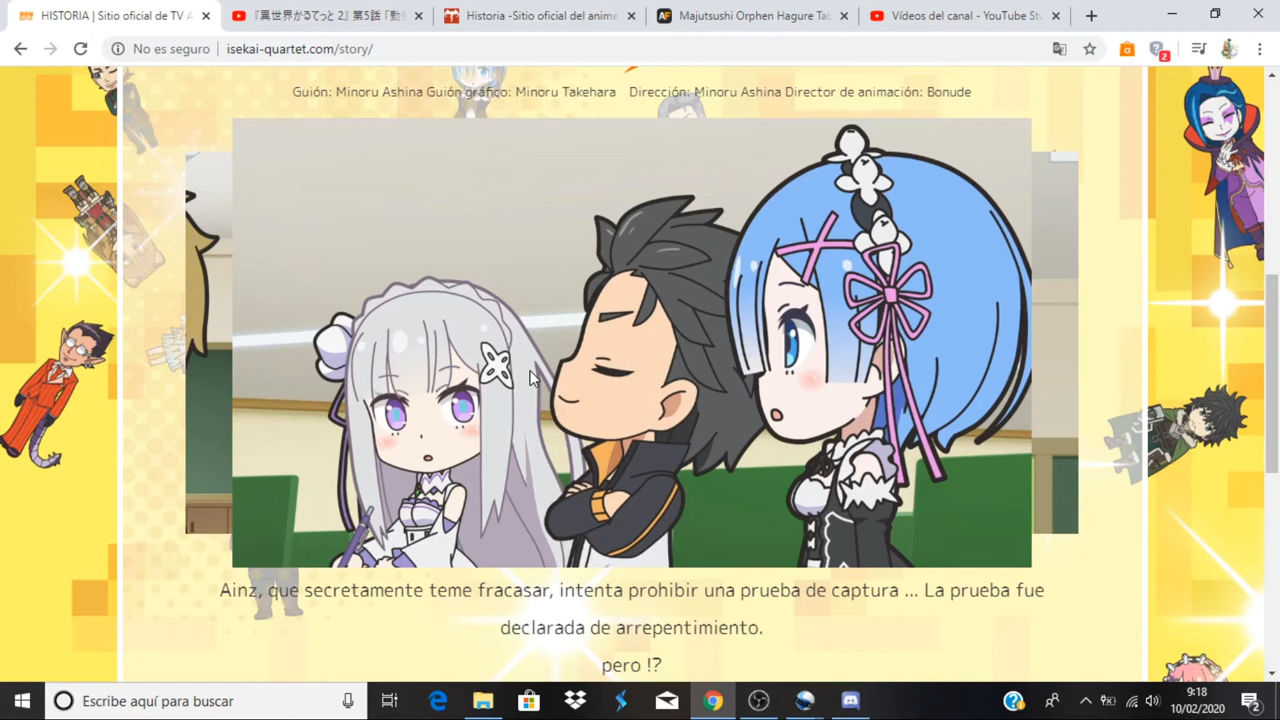 HISTORIA | Sitio oficial de TV A
『異世界かるてっと 2』第5話「動
Historia -Sitio oficial del anime
Majutsushi Orphen Hagure Tab
Vídeos del canal - YouTube Stu
No es seguro
isekai-quartet.com/story/
2
Guión: Minoru Ashina Guión gráfico: Minoru Takehara Dirección: Minoru Ashina Director de animación: Bonude
Ainz, que secretamente teme fracasar, intenta prohibir una prueba de captura ... La prueba fue
declarada de arrepentimiento.
pero !?
Escribe aquí para buscar
9:18
10/02/2020
2